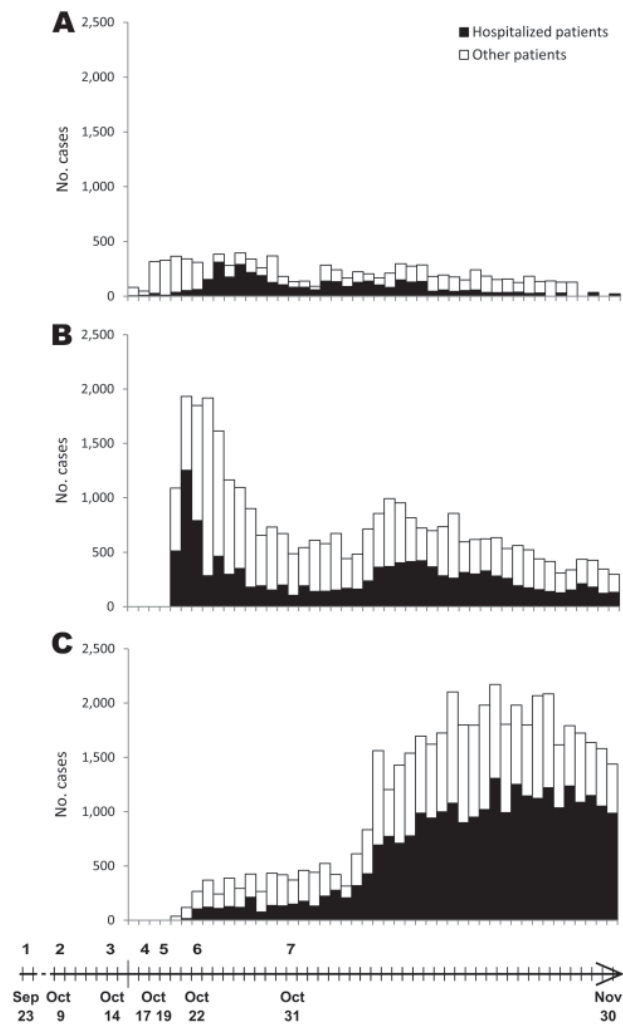 A
2,500
2,000
1,500
1,000
500
0
No. cases
Hospitalized patients
Other patients
B
2,500
2,000
1,500
1,000
500
0
No. cases
C
2,500
2,000
1,500
1,000
500
0
No. cases
1 2 3 4 5 6 7
Sep Oct Oct Oct Oct Oct Nov
23 9 14 17 19 22 31 30